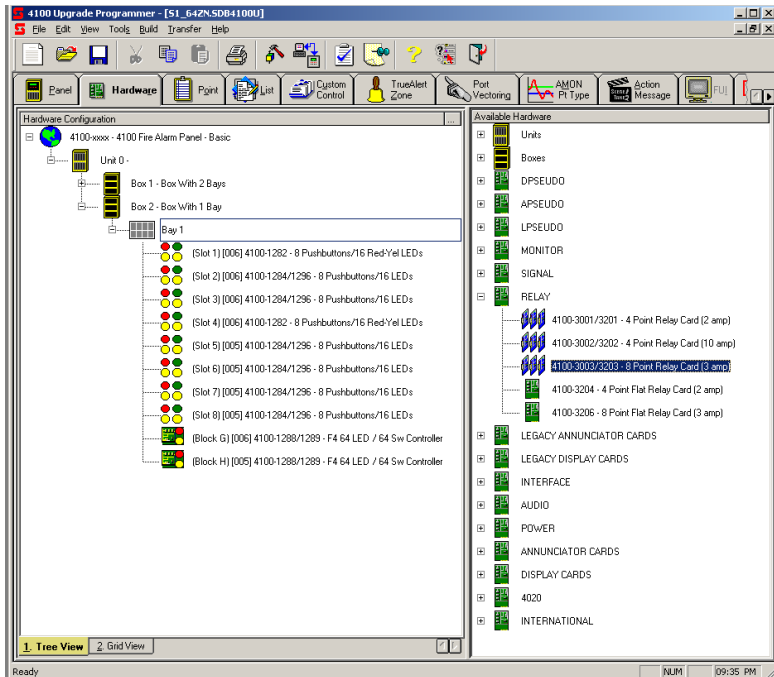 4100 Upgrade Programmer - [S1_64ZN.SDB4100U]
File Edit View Tools Build Transfer Help
Panel Hardware Point List Custom Control TrueAlert Zone Port Vectoring AMON Pt Type Action Message FUI
Hardware Configuration ...
4100-xxxx - 4100 Fire Alarm Panel - Basic
Unit 0 -
Box 1 - Box With 2 Bays
Box 2 - Box With 1 Bay
Bay 1
(Slot 1) [006] 4100-1282 - 8 Pushbuttons/16 Red-Yel LEDs
(Slot 2) [006] 4100-1284/1296 - 8 Pushbuttons/16 LEDs
(Slot 3) [006] 4100-1284/1296 - 8 Pushbuttons/16 LEDs
(Slot 4) [006] 4100-1282 - 8 Pushbuttons/16 Red-Yel LEDs
(Slot 5) [005] 4100-1284/1296 - 8 Pushbuttons/16 LEDs
(Slot 6) [005] 4100-1284/1296 - 8 Pushbuttons/16 LEDs
(Slot 7) [005] 4100-1284/1296 - 8 Pushbuttons/16 LEDs
(Slot 8) [005] 4100-1284/1296 - 8 Pushbuttons/16 LEDs
(Block G) [006] 4100-1288/1289 - F4 64 LED / 64 Sw Controller
(Block H) [005] 4100-1288/1289 - F4 64 LED / 64 Sw Controller
1. Tree View 2. Grid View
Available Hardware
Units
Boxes
DPSEUDO
APSEUDO
LPSEUDO
MONITOR
SIGNAL
RELAY
4100-3001/3201 - 4 Point Relay Card (2 amp)
4100-3002/3202 - 4 Point Relay Card (10 amp)
4100-3003/3203 - 8 Point Relay Card (3 amp)
4100-3204 - 4 Point Flat Relay Card (2 amp)
4100-3206 - 8 Point Flat Relay Card (3 amp)
LEGACY ANNUNCIATOR CARDS
LEGACY DISPLAY CARDS
INTERFACE
AUDIO
POWER
ANNUNCIATOR CARDS
DISPLAY CARDS
4020
INTERNATIONAL
Ready NUM 09:35 PM